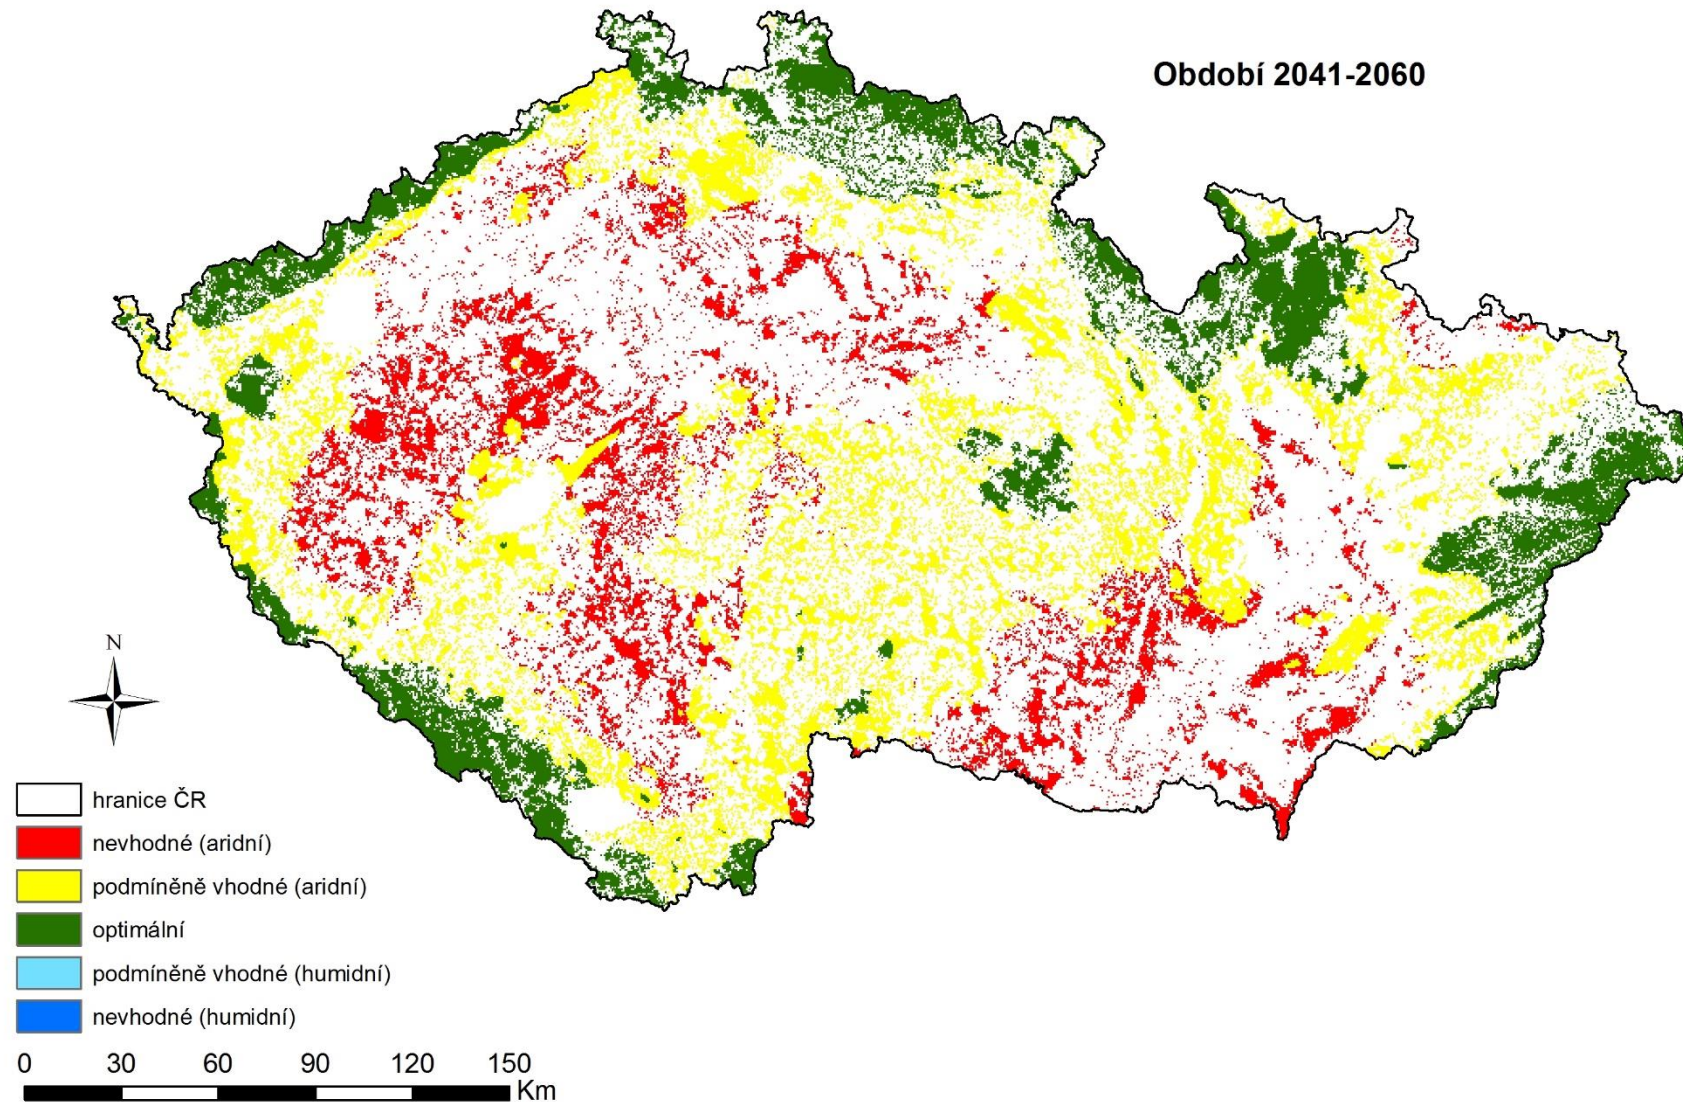 Období 2041-2060
N
hranice ČR
nevhodné (aridní)
podmíněně vhodné (aridní)
optimální
podmíněně vhodné (humidní)
nevhodné (humidní)
0 30 60 90 120 150
Km